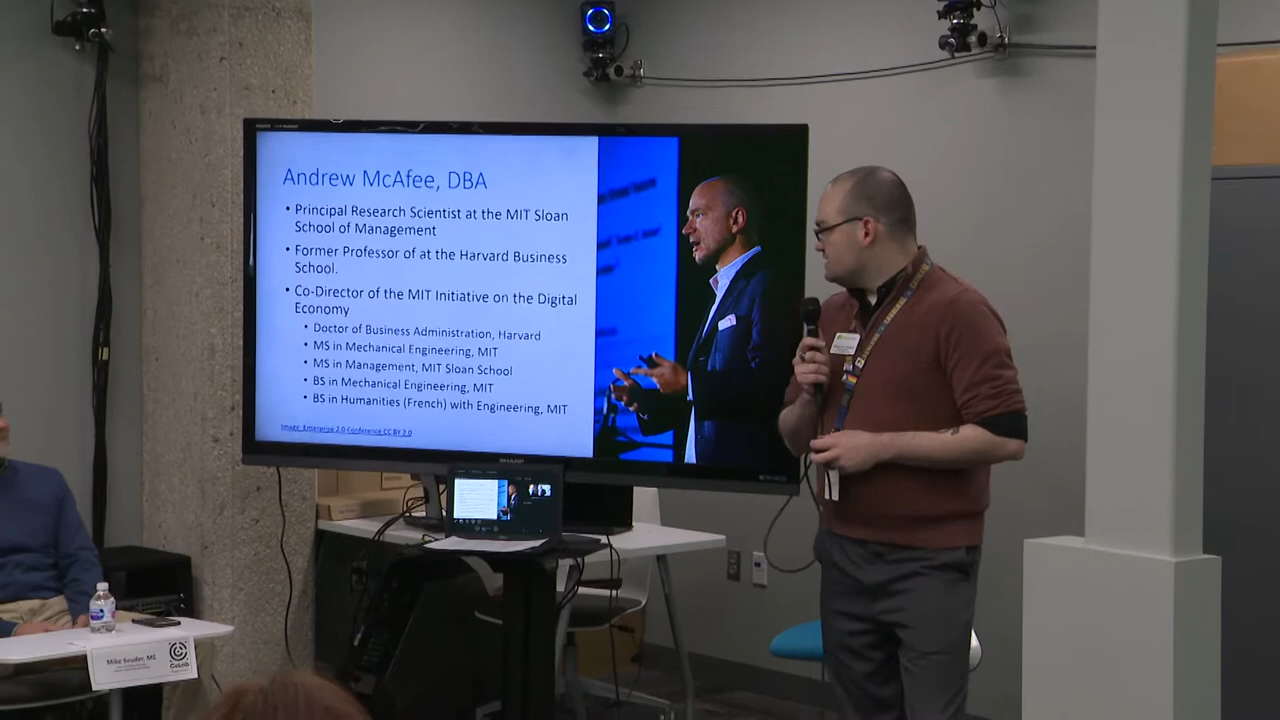 Andrew McAfee, DBA
• Principal Research Scientist at the MIT Sloan
School of Management
• Former Professor of at the Harvard Business
School.
• Co-Director of the MIT Initiative on the Digital
Economy
• Doctor of Business Administration, Harvard
• MS in Mechanical Engineering, MIT
• MS in Management, MIT Sloan School
• BS in Mechanical Engineering, MIT
• BS in Humanities (French) with Engineering, MIT
Image: Enterprise 2.0 Conference CC BY 2.0
Mike Souder, MS
CoLab